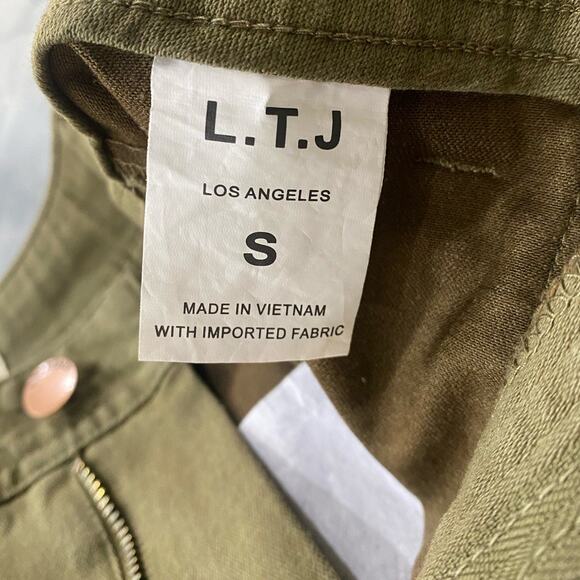 L.T.J
LOS ANGELES
S
MADE IN VIETNAM
WITH IMPORTED FABRIC